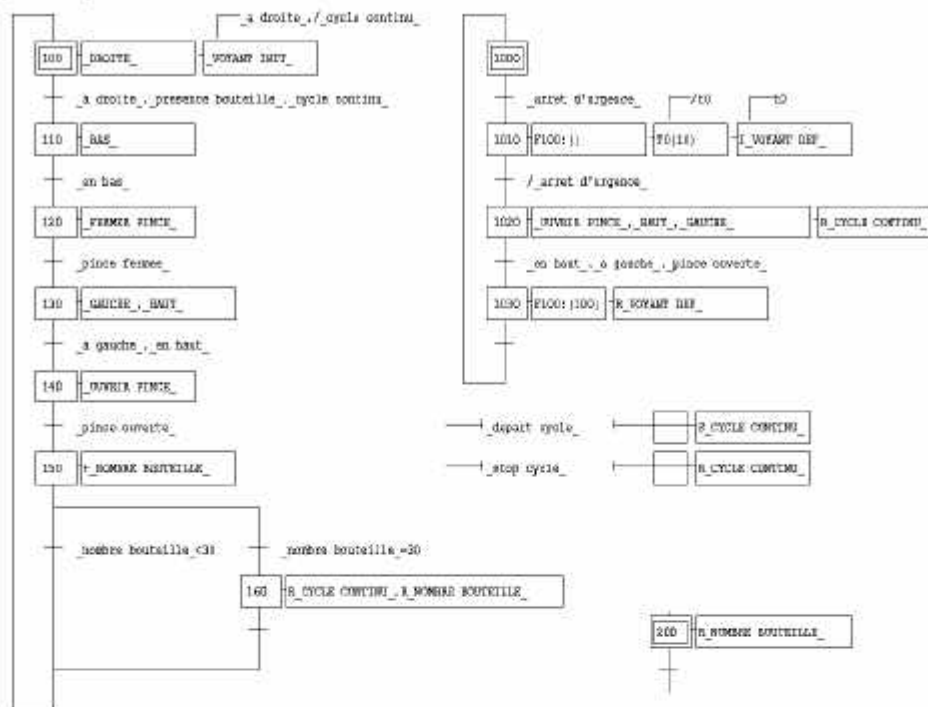 _a droite_./_cycle continu_
100 _DROITE_ _VOYANT INIT_
_a droite_._presence bouteille_._cycle continu_
110 _BAS_
_en bas_
120 _FERMER PINCE_
_pince fermee_
130 _GAUCHE_,_HAUT_
_a gauche_._en haut_
140 _OUVRIR PINCE_
_pince ouverte_
150 +_NOMBRE BOUTEILLE_
_nombre bouteille_<30
_nombre bouteille_=30
160 R_CYCLE CONTINU_,R_NOMBRE BOUTEILLE_
1000
_arret d'urgence_
/t0
t0
1010 F100:() T0(10) I_VOYANT DEF_
/_arret d'urgence_
1020 _OUVRIR PINCE_,_HAUT_,_GAUCHE_ R_CYCLE CONTINU_
_en haut_._a gauche_._pince ouverte_
1030 F100:(100) R_VOYANT DEF_
_depart cycle_ S_CYCLE CONTINU_
_stop cycle_ R_CYCLE CONTINU_
200 R_NOMBRE BOUTEILLE_